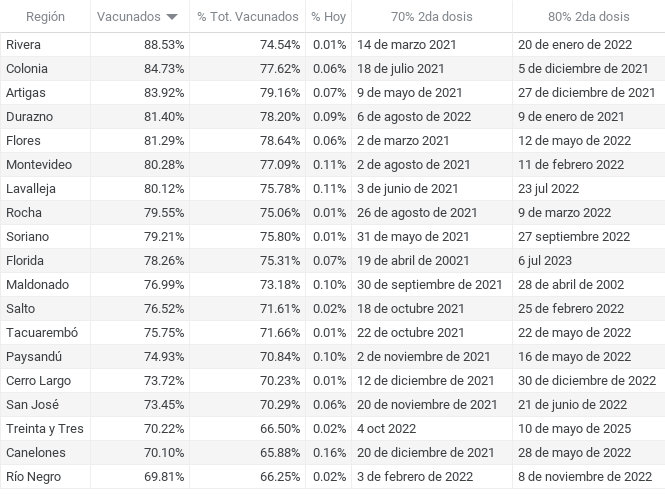 Región Vacunados % Tot. Vacunados % Hoy 70% 2da dosis 80% 2da dosis
Rivera 88.53% 74.54% 0.01% 14 de marzo 2021 20 de enero de 2022
Colonia 84.73% 77.62% 0.06% 18 de julio 2021 5 de diciembre de 2021
Artigas 83.92% 79.16% 0.07% 9 de mayo de 2021 27 de diciembre de 2021
Durazno 81.40% 78.20% 0.09% 6 de agosto de 2022 9 de enero de 2021
Flores 81.29% 78.64% 0.06% 2 de marzo 2021 12 de mayo de 2022
Montevideo 80.28% 77.09% 0.11% 2 de agosto de 2021 11 de febrero 2022
Lavalleja 80.12% 75.78% 0.11% 3 de junio de 2021 23 jul 2022
Rocha 79.55% 75.06% 0.01% 26 de agosto de 2021 9 de marzo 2022
Soriano 79.21% 75.80% 0.01% 31 de mayo de 2021 27 septiembre 2022
Florida 78.26% 75.31% 0.07% 19 de abril de 20021 6 jul 2023
Maldonado 76.99% 73.18% 0.10% 30 de septiembre de 2021 28 de abril de 2002
Salto 76.52% 71.61% 0.02% 18 de octubre 2021 25 de febrero de 2022
Tacuarembó 75.75% 71.66% 0.01% 22 de octubre 2021 22 de mayo de 2022
Paysandú 74.93% 70.84% 0.10% 2 de noviembre de 2021 16 de mayo de 2022
Cerro Largo 73.72% 70.23% 0.01% 12 de diciembre de 2021 30 de diciembre de 2022
San José 73.45% 70.29% 0.06% 20 de noviembre de 2021 21 de junio de 2022
Treinta y Tres 70.22% 66.50% 0.02% 4 oct 2022 10 de mayo de 2025
Canelones 70.10% 65.88% 0.16% 20 de diciembre de 2021 28 de mayo de 2022
Río Negro 69.81% 66.25% 0.02% 3 de febrero de 2022 8 de noviembre de 2022